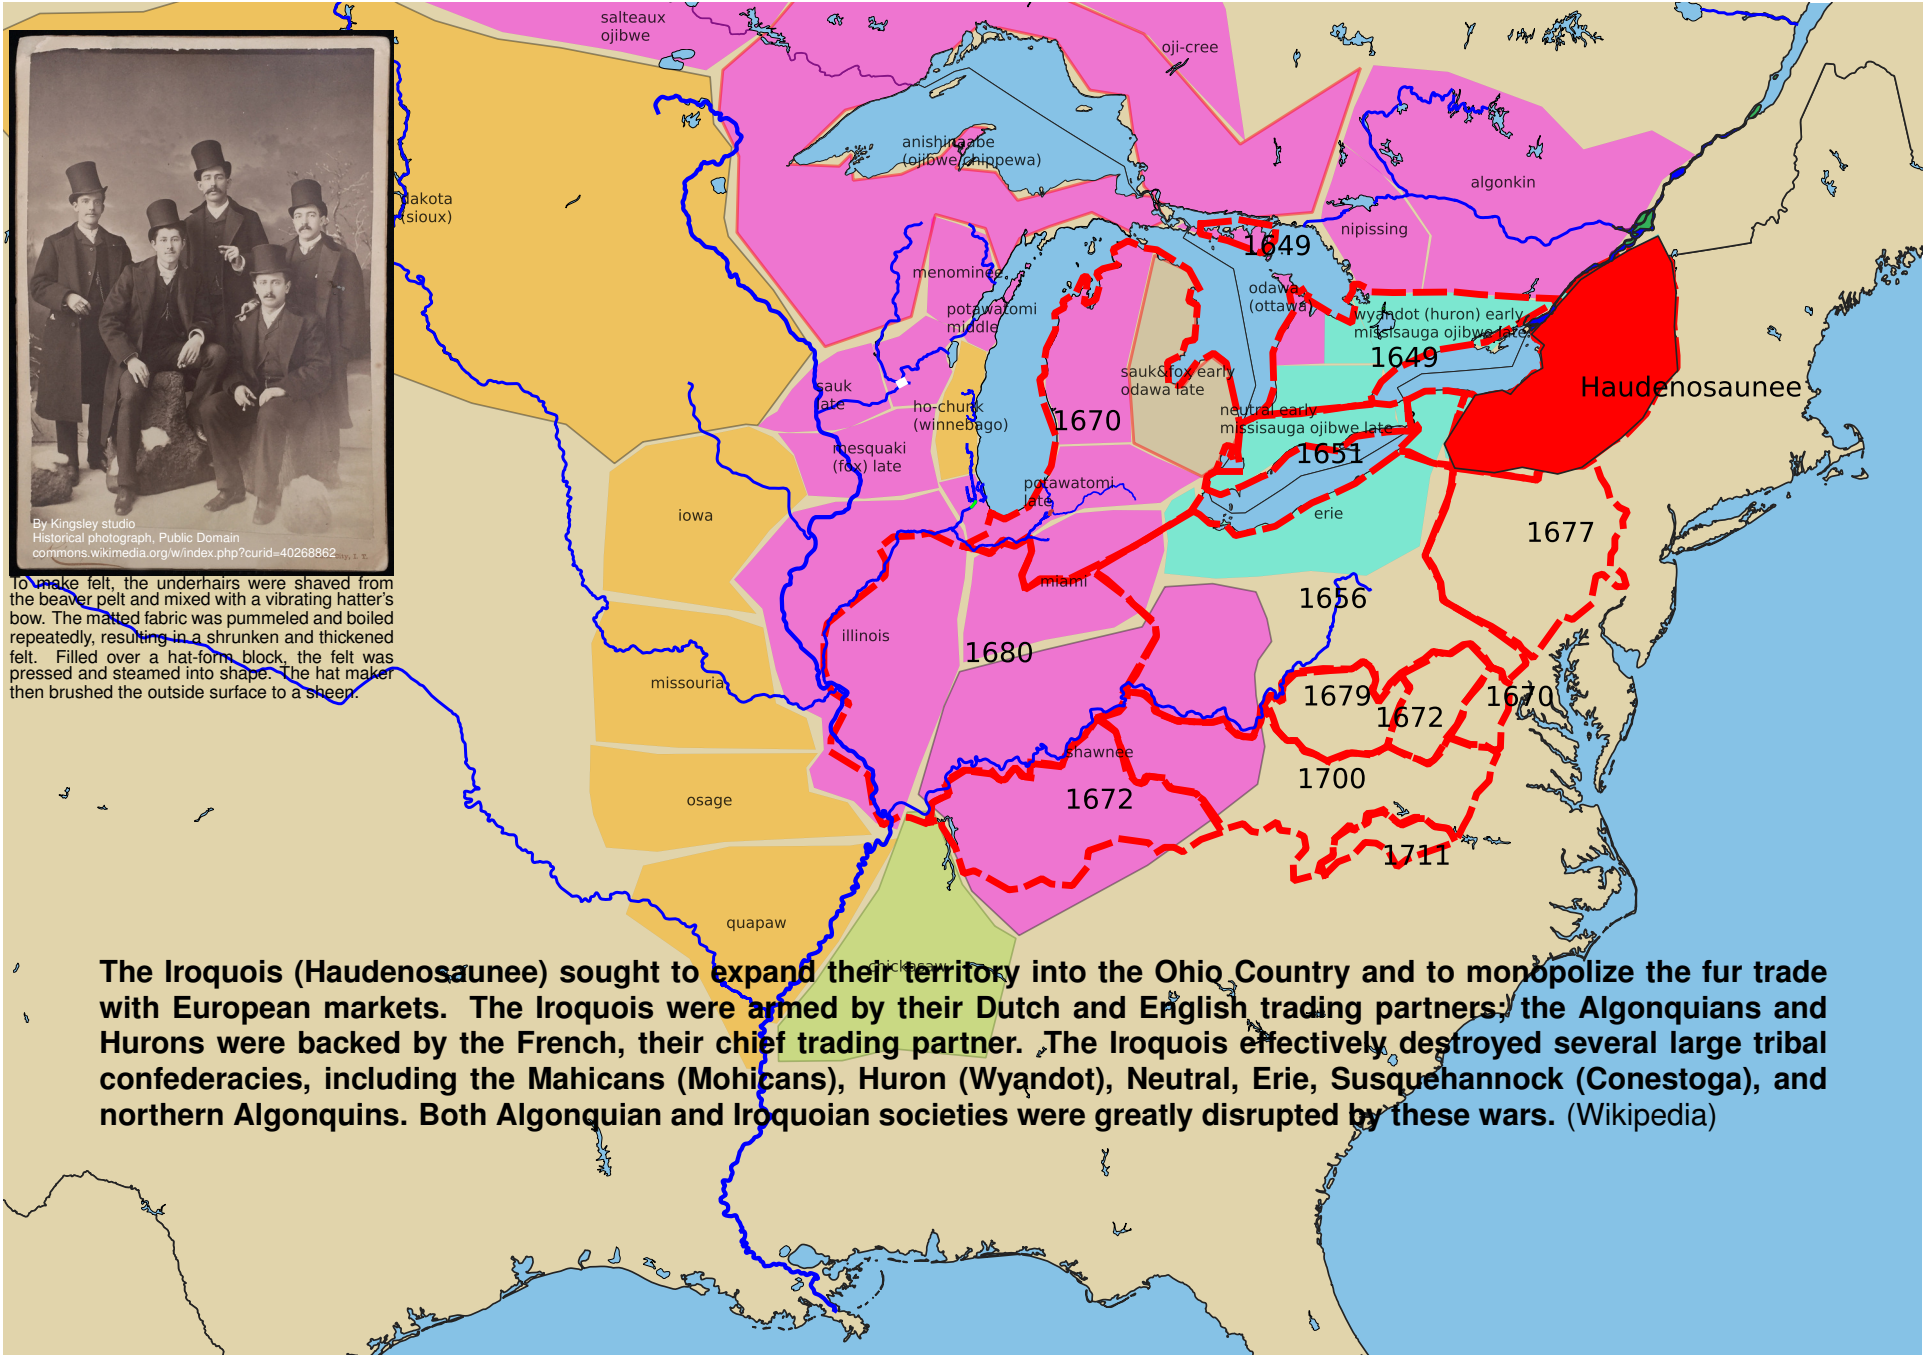 salteaux
ojibwe
oji-cree
anishinaabe
(ojibwe/chippewa)
algonkin
dakota
(sioux)
nipissing
1649
menominee
odawa
(ottawa)
potawatomi
middle
wyandot (huron) early
missisauga ojibwe late
1649
sauk&fox early
odawa late
Haudenosaunee
sauk
late
ho-chunk
(winnebago)
1670
neutral early
missisauga ojibwe late
mesquaki
(fox) late
1651
potawatomi
late
iowa
erie
1677
By Kingsley studio
Historical photograph, Public Domain
commons.wikimedia.org/w/index.php?curid=40268862
To make felt, the underhairs were shaved from
the beaver pelt and mixed with a vibrating hatter's
bow. The matted fabric was pummeled and boiled
repeatedly, resulting in a shrunken and thickened
felt. Filled over a hat-form block, the felt was
pressed and steamed into shape. The hat maker
then brushed the outside surface to a sheen.
miami
1656
illinois
1680
missouria
1679
1672
1670
shawnee
1700
osage
1672
1711
quapaw
chickasaw
The Iroquois (Haudenosaunee) sought to expand their territory into the Ohio Country and to monopolize the fur trade
with European markets. The Iroquois were armed by their Dutch and English trading partners; the Algonquians and
Hurons were backed by the French, their chief trading partner. The Iroquois effectively destroyed several large tribal
confederacies, including the Mahicans (Mohicans), Huron (Wyandot), Neutral, Erie, Susquehannock (Conestoga), and
northern Algonquins. Both Algonquian and Iroquoian societies were greatly disrupted by these wars. (Wikipedia)